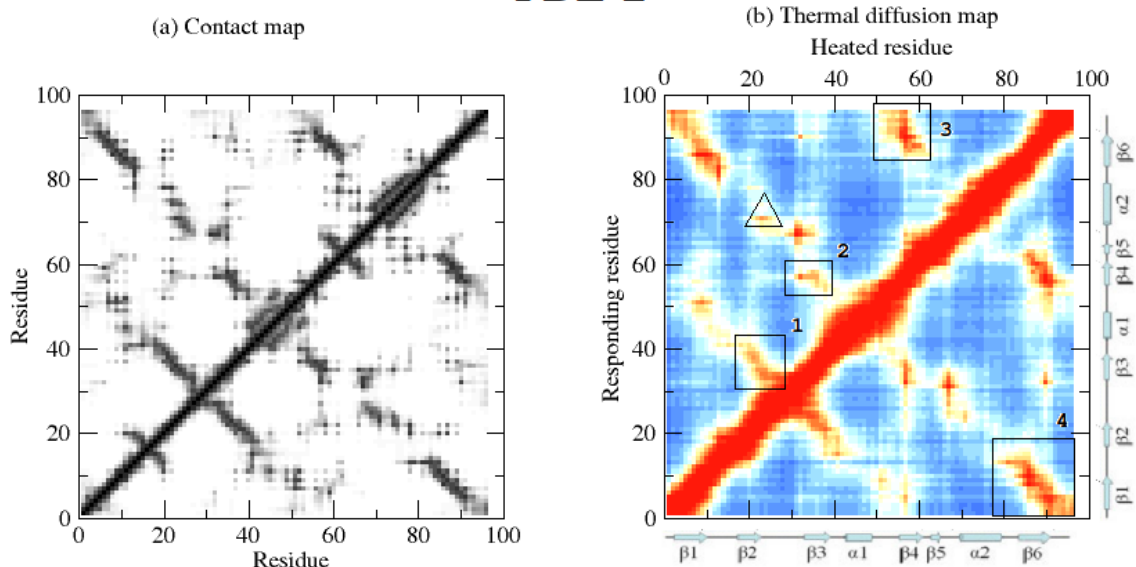 (a) Contact map
(b) Thermal diffusion map
Heated residue
0 20 40 60 80 100
100
80
60
40
20
0
Residue
0 20 40 60 80 100
Residue
100
80
60
40
20
0
Responding residue
1
2
3
4
β1 β2 β3 α1 β4 β5 α2 β6
β6
α2
β5
β4
α1
β3
β2
β1